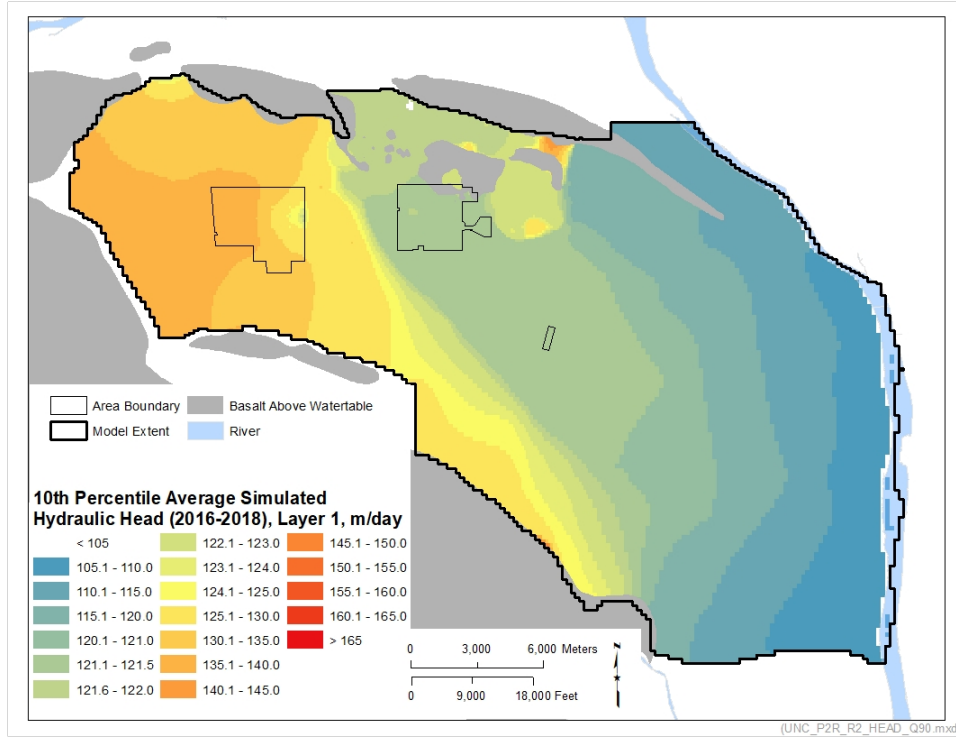 Area Boundary
Basalt Above Watertable
Model Extent
River
10th Percentile Average Simulated
Hydraulic Head (2016-2018), Layer 1, m/day
< 105
105.1 - 110.0
110.1 - 115.0
115.1 - 120.0
120.1 - 121.0
121.1 - 121.5
121.6 - 122.0
122.1 - 123.0
123.1 - 124.0
124.1 - 125.0
125.1 - 130.0
130.1 - 135.0
135.1 - 140.0
140.1 - 145.0
145.1 - 150.0
150.1 - 155.0
155.1 - 160.0
160.1 - 165.0
> 165
0 3,000 6,000 Meters
0 9,000 18,000 Feet
N
(UNC_P2R_R2_HEAD_Q90.mxd